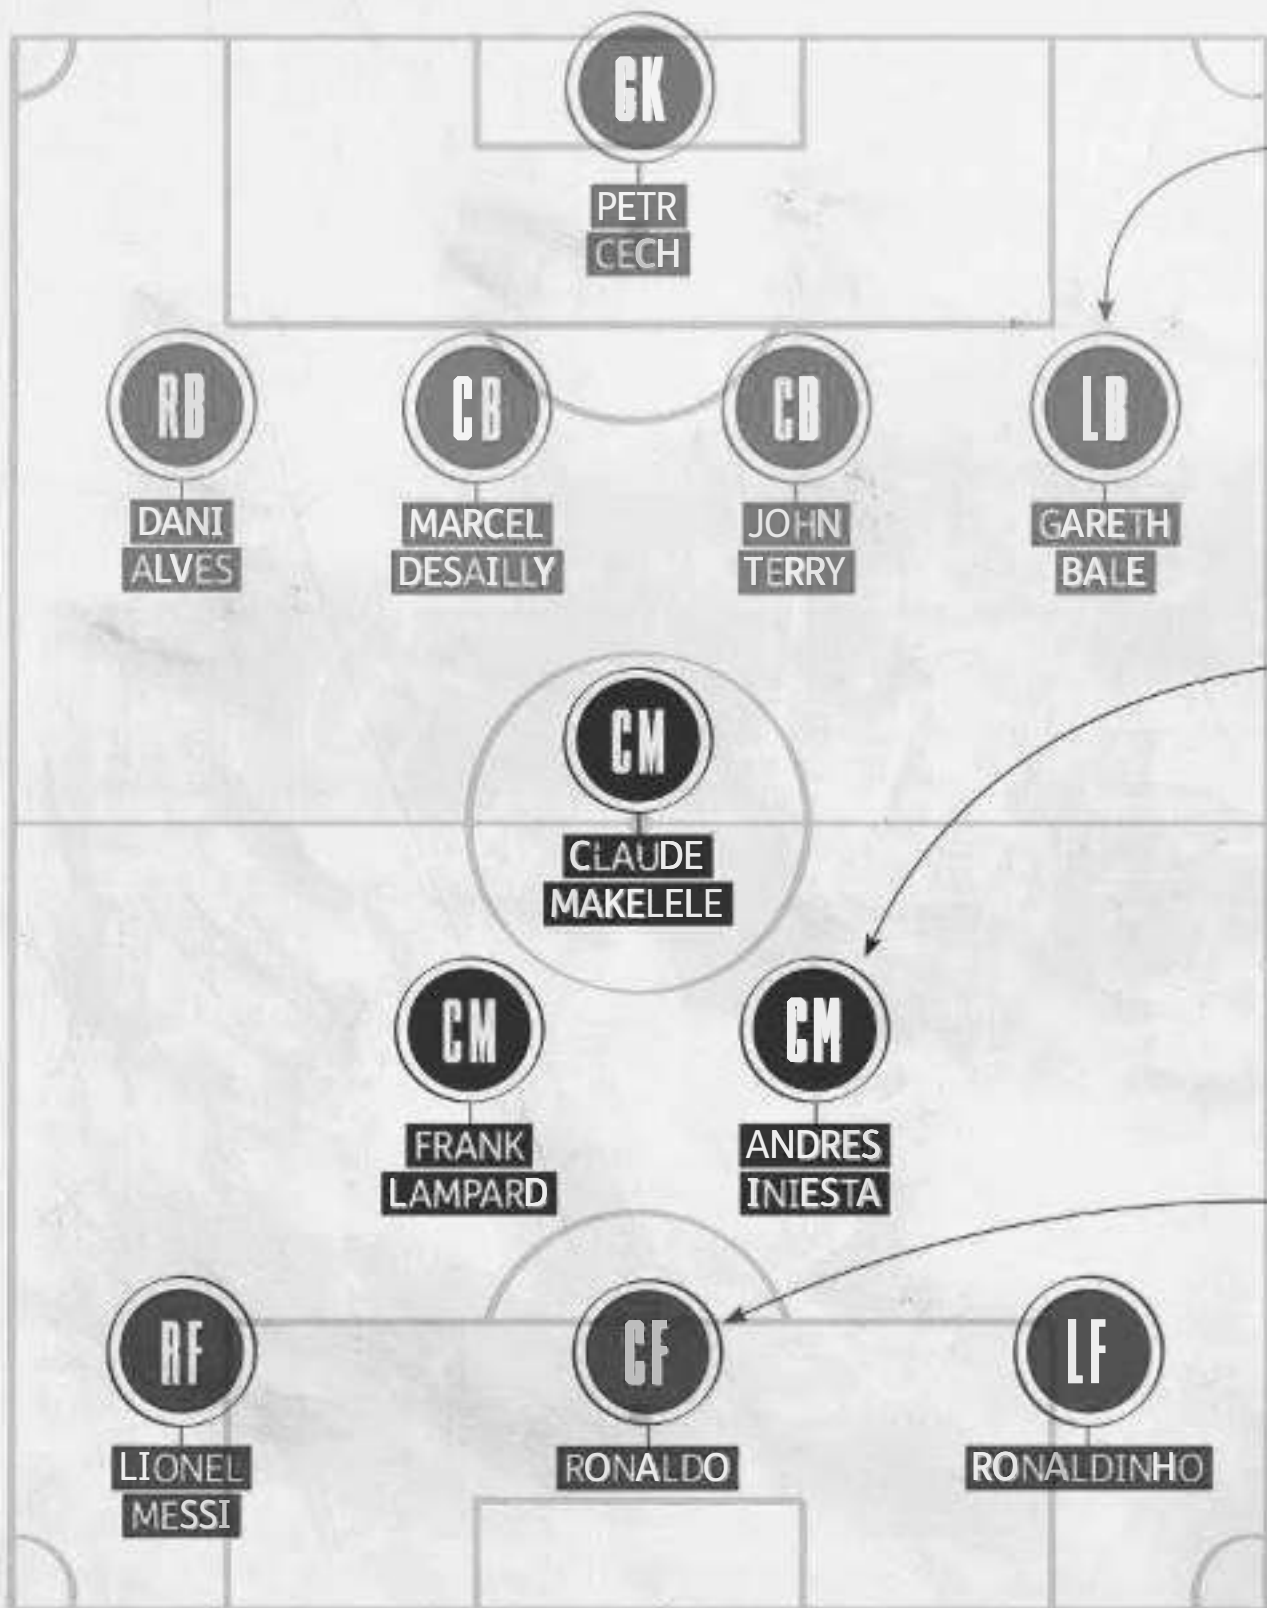 GK
PETR
CECH
RB
CB
CB
LB
DANI
ALVES
MARCEL
DESAILLY
JOHN
TERRY
GARETH
BALE
CM
CLAUDE
MAKELELE
CM
CM
FRANK
LAMPARD
ANDRES
INIESTA
RF
CF
LF
LIONEL
MESSI
RONALDO
RONALDINHO